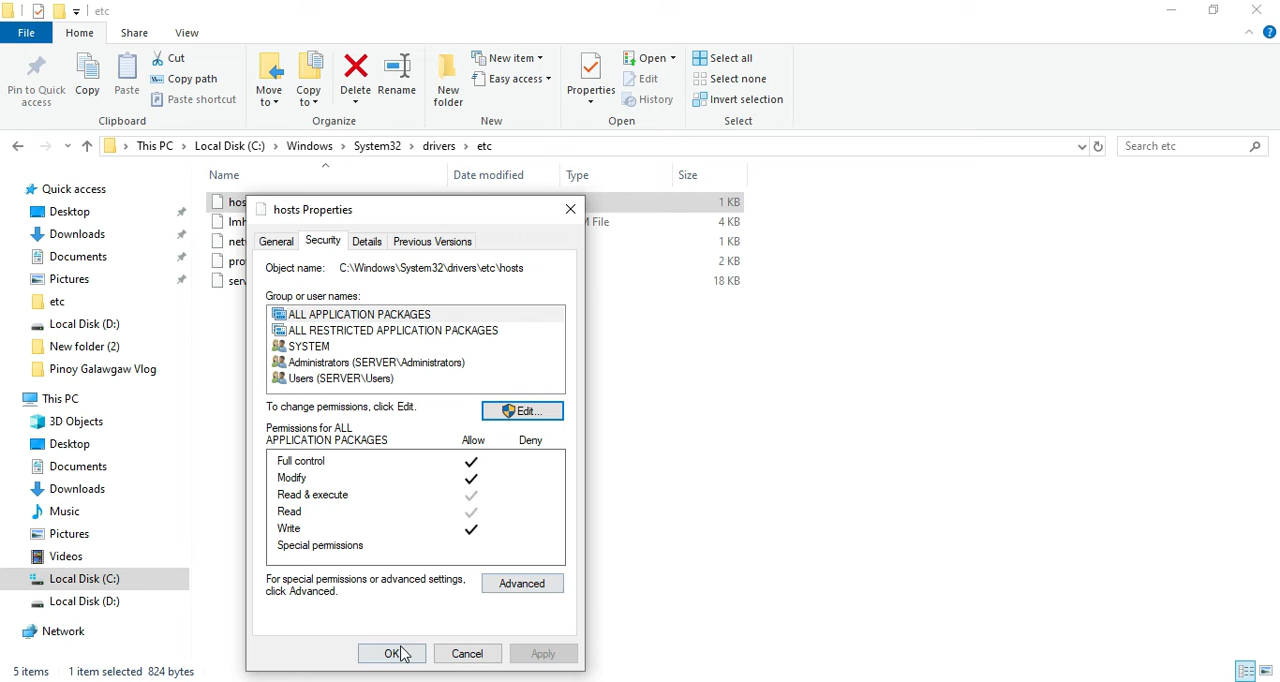 etc
File Home Share View
Pin to Quick access
Copy
Paste
Cut
Copy path
Paste shortcut
Clipboard
Move to
Copy to
Delete
Rename
Organize
New folder
New item
Easy access
New
Properties
Open
Edit
History
Open
Select all
Select none
Invert selection
Select
This PC > Local Disk (C:) > Windows > System32 > drivers > etc
Search etc
Name Date modified Type Size
1 KB
File 4 KB
1 KB
2 KB
18 KB
Quick access
Desktop
Downloads
Documents
Pictures
etc
Local Disk (D:)
New folder (2)
Pinoy Galawgaw Vlog
This PC
3D Objects
Desktop
Documents
Downloads
Music
Pictures
Videos
Local Disk (C:)
Local Disk (D:)
Network
hosts Properties
General Security Details Previous Versions
Object name: C:\Windows\System32\drivers\etc\hosts
Group or user names:
ALL APPLICATION PACKAGES
ALL RESTRICTED APPLICATION PACKAGES
SYSTEM
Administrators (SERVER\Administrators)
Users (SERVER\Users)
To change permissions, click Edit.
Edit...
Permissions for ALL
APPLICATION PACKAGES Allow Deny
Full control
Modify
Read & execute
Read
Write
Special permissions
For special permissions or advanced settings,
click Advanced.
Advanced
OK Cancel Apply
5 items 1 item selected 824 bytes